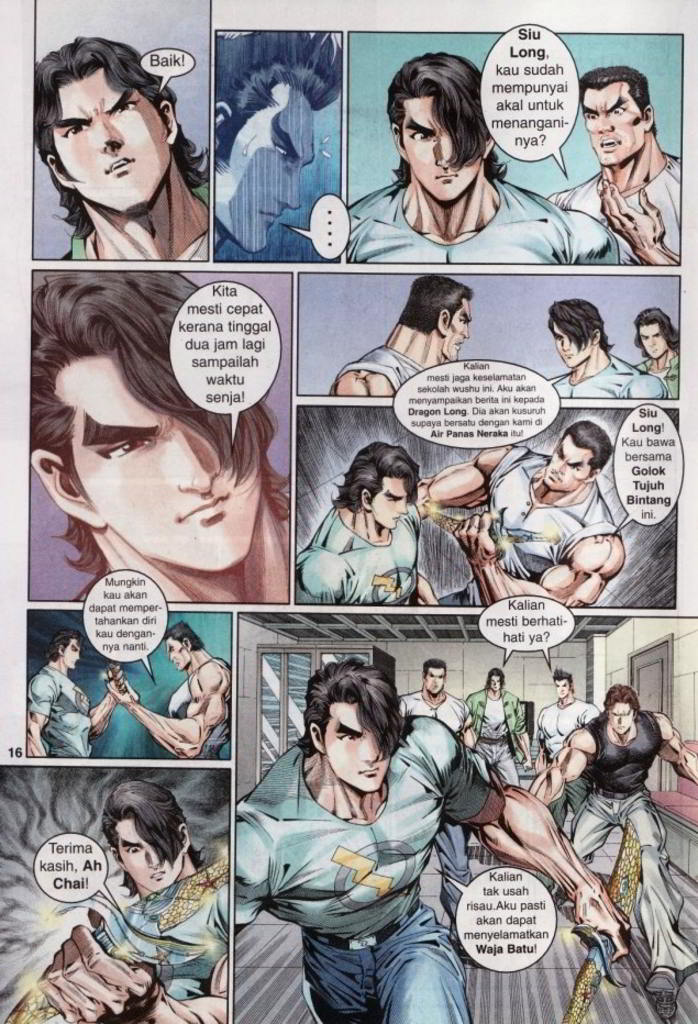 Baik!
....
Siu
Long,
kau sudah
mempunyai
akal untuk
menangani-
nya?
Kita
mesti cepat
kerana tinggal
dua jam lagi
sampailah
waktu
senja!
Kalian
mesti jaga keselamatan
sekolah wushu ini. Aku akan
menyampaikan berita ini kepada
Dragon Long. Dia akan kusuruh
supaya bersatu dengan kami di
Air Panas Neraka itu!
Siu
Long!
Kau bawa
bersama
Golok
Tujuh
Bintang
ini.
Mungkin
kau akan
dapat memper-
tahankan diri
kau dengan-
nya nanti.
Kalian
mesti berhati-
hati ya?
16
Terima
kasih, Ah
Chai!
Kalian
tak usah
risau.Aku pasti
akan dapat
menyelamatkan
Waja Batu!